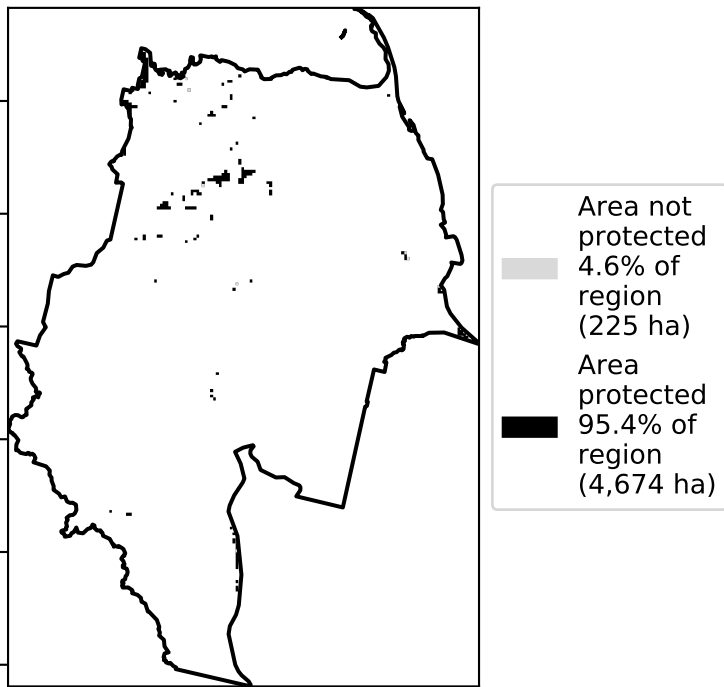 Area not
protected
4.6% of
region
(225 ha)
Area
protected
95.4% of
region
(4,674 ha)